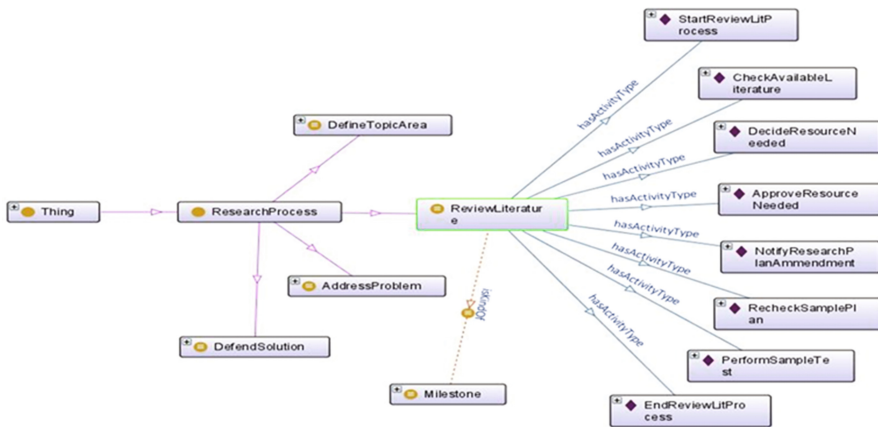 StartReviewLitP
rocess
CheckAvailableL
iterature
hasActivityType
DefineTopicArea
hasActivityType
DecideResourceN
eeded
hasActivityType
hasActivityType
ApproveResource
Needed
Thing
ResearchProcess
ReviewLiteratur
e
hasActivityType
NotifyResearchP
lanAmmendment
hasActivityType
AddressProblem
hasActivityType
RecheckSamplePl
an
isKindOf
hasActivityType
DefendSolution
PerformSampleTe
st
Milestone
EndReviewLitPro
cess